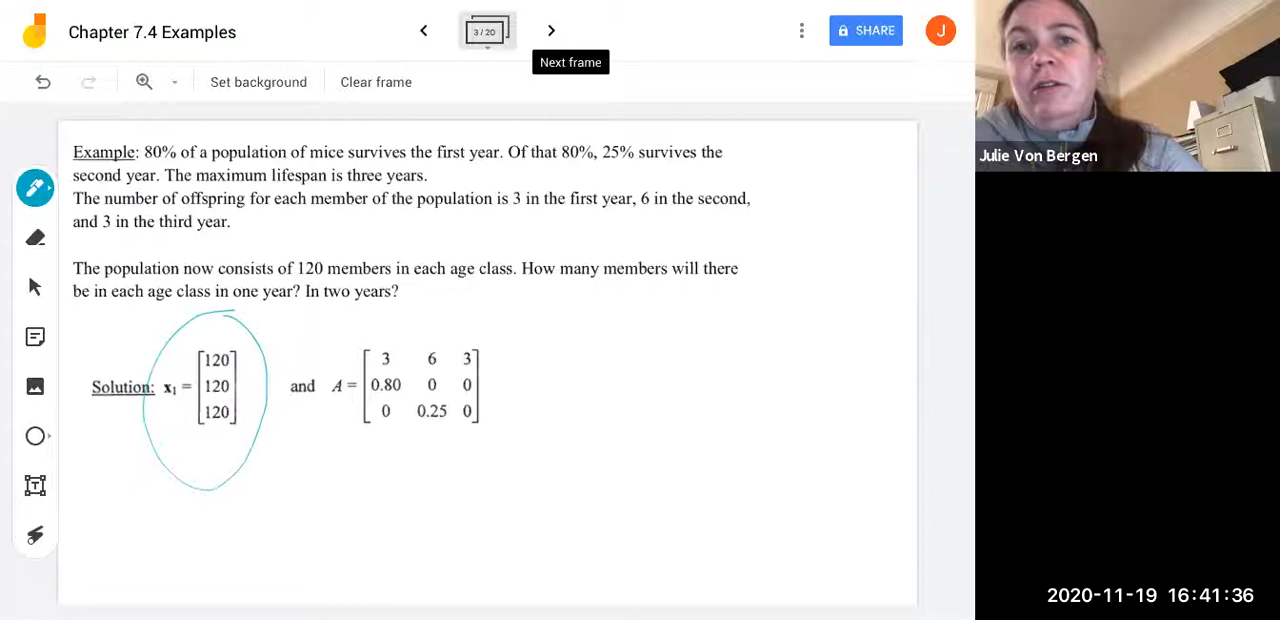 Chapter 7.4 Examples
3 / 20
SHARE
J
Next frame
Set background
Clear frame
Example: 80% of a population of mice survives the first year. Of that 80%, 25% survives the
second year. The maximum lifespan is three years.
The number of offspring for each member of the population is 3 in the first year, 6 in the second,
and 3 in the third year.
The population now consists of 120 members in each age class. How many members will there
be in each age class in one year? In two years?
Solution: x₁ = [120 120 120] and A = [3 6 3
0.80 0 0
0 0.25 0]
Julie Von Bergen
2020-11-19 16:41:36